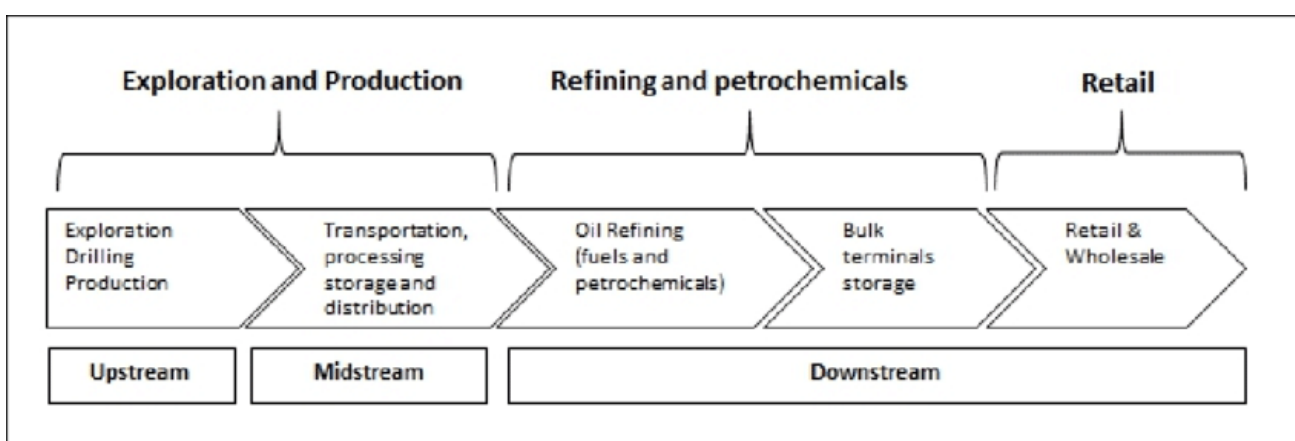 Exploration and Production
Refining and petrochemicals
Retail
Exploration
Drilling
Production
Transportation,
processing
storage and
distribution
Oil Refining
(fuels and
petrochemicals)
Bulk
terminals
storage
Retail &
Wholesale
Upstream
Midstream
Downstream